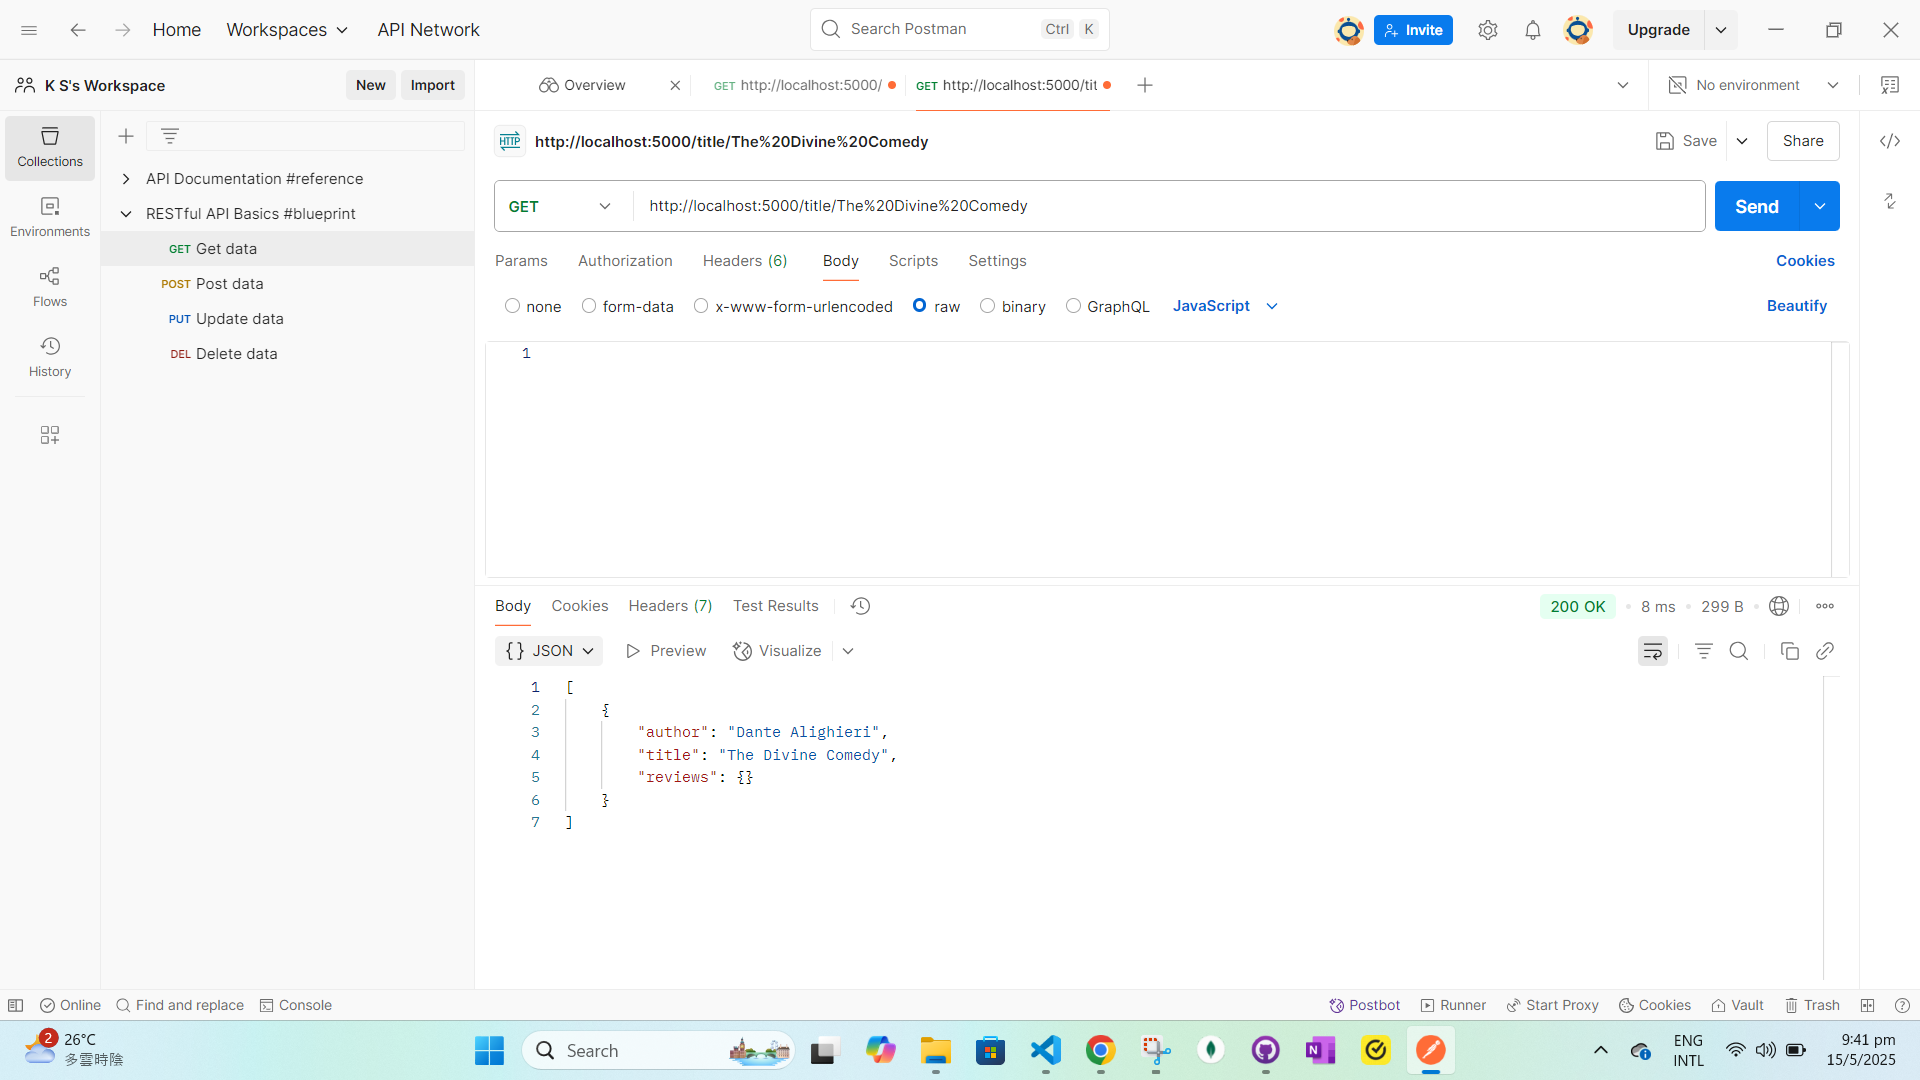 Home Workspaces API Network Search Postman Ctrl K Invite Upgrade
K S's Workspace New Import Overview GET http://localhost:5000/ GET http://localhost:5000/tit No environment
HTTP http://localhost:5000/title/The%20Divine%20Comedy Save Share
Collections
Environments
Flows
History
API Documentation #reference
RESTful API Basics #blueprint
GET Get data
POST Post data
PUT Update data
DEL Delete data
GET http://localhost:5000/title/The%20Divine%20Comedy Send
Params Authorization Headers (6) Body Scripts Settings Cookies
none form-data x-www-form-urlencoded raw binary GraphQL JavaScript Beautify
1
Body Cookies Headers (7) Test Results 200 OK 8 ms 299 B
{} JSON Preview Visualize
1 [
2 {
3 "author": "Dante Alighieri",
4 "title": "The Divine Comedy",
5 "reviews": {}
6 }
7 ]
Online Find and replace Console Postbot Runner Start Proxy Cookies Vault Trash
2 26°C
多雲時陰
Search
ENG
INTL
9:41 pm
15/5/2025